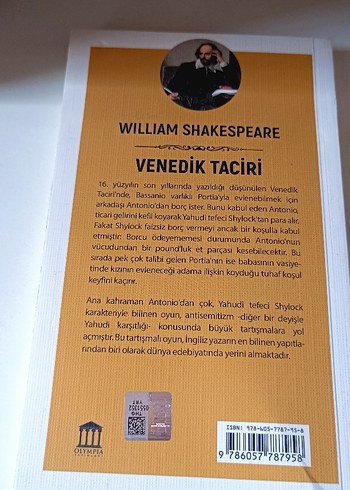 WILLIAM SHAKESPEARE
VENEDİK TACİRİ
16. yüzyılın son yıllarında yazıldığı düşünülen Venedik
Taciri'nde, Bassanio varlıklı Portia'yla evlenebilmek için
arkadaşı Antonio'dan borç ister. Bunu kabul eden Antonio,
ticari gelirini kefil koyarak Yahudi tefeci Shylock'tan para alır.
Fakat Shylock faizsiz borç vermeyi ancak bir koşulla kabul
etmiştir: Borcu ödeyememesi durumunda Antonio'nun
vücudundan bir pound'luk et parçası kesebilecektir. Bu
sırada pek çok talibi gelen Portia'nın ise babasının vasiye-
tinde kızının evleneceği adama ilişkin koyduğu tuhaf koşul
keyfini kaçırır.
Ana kahraman Antonio'dan çok, Yahudi tefeci Shylock
karakteriyle bilinen oyun, antisemitizm -diğer bir deyişle
Yahudi karşıtlığı- konusunda büyük tartışmalara yol
açmıştır. Bu tartışmalı oyun, İngiliz yazarın en bilinen yapıtla-
rından biri olarak dünya edebiyatında yerini almaktadır.
OLYMPIA
ISBN: 978-605-7787-95-8
9 786057 787958